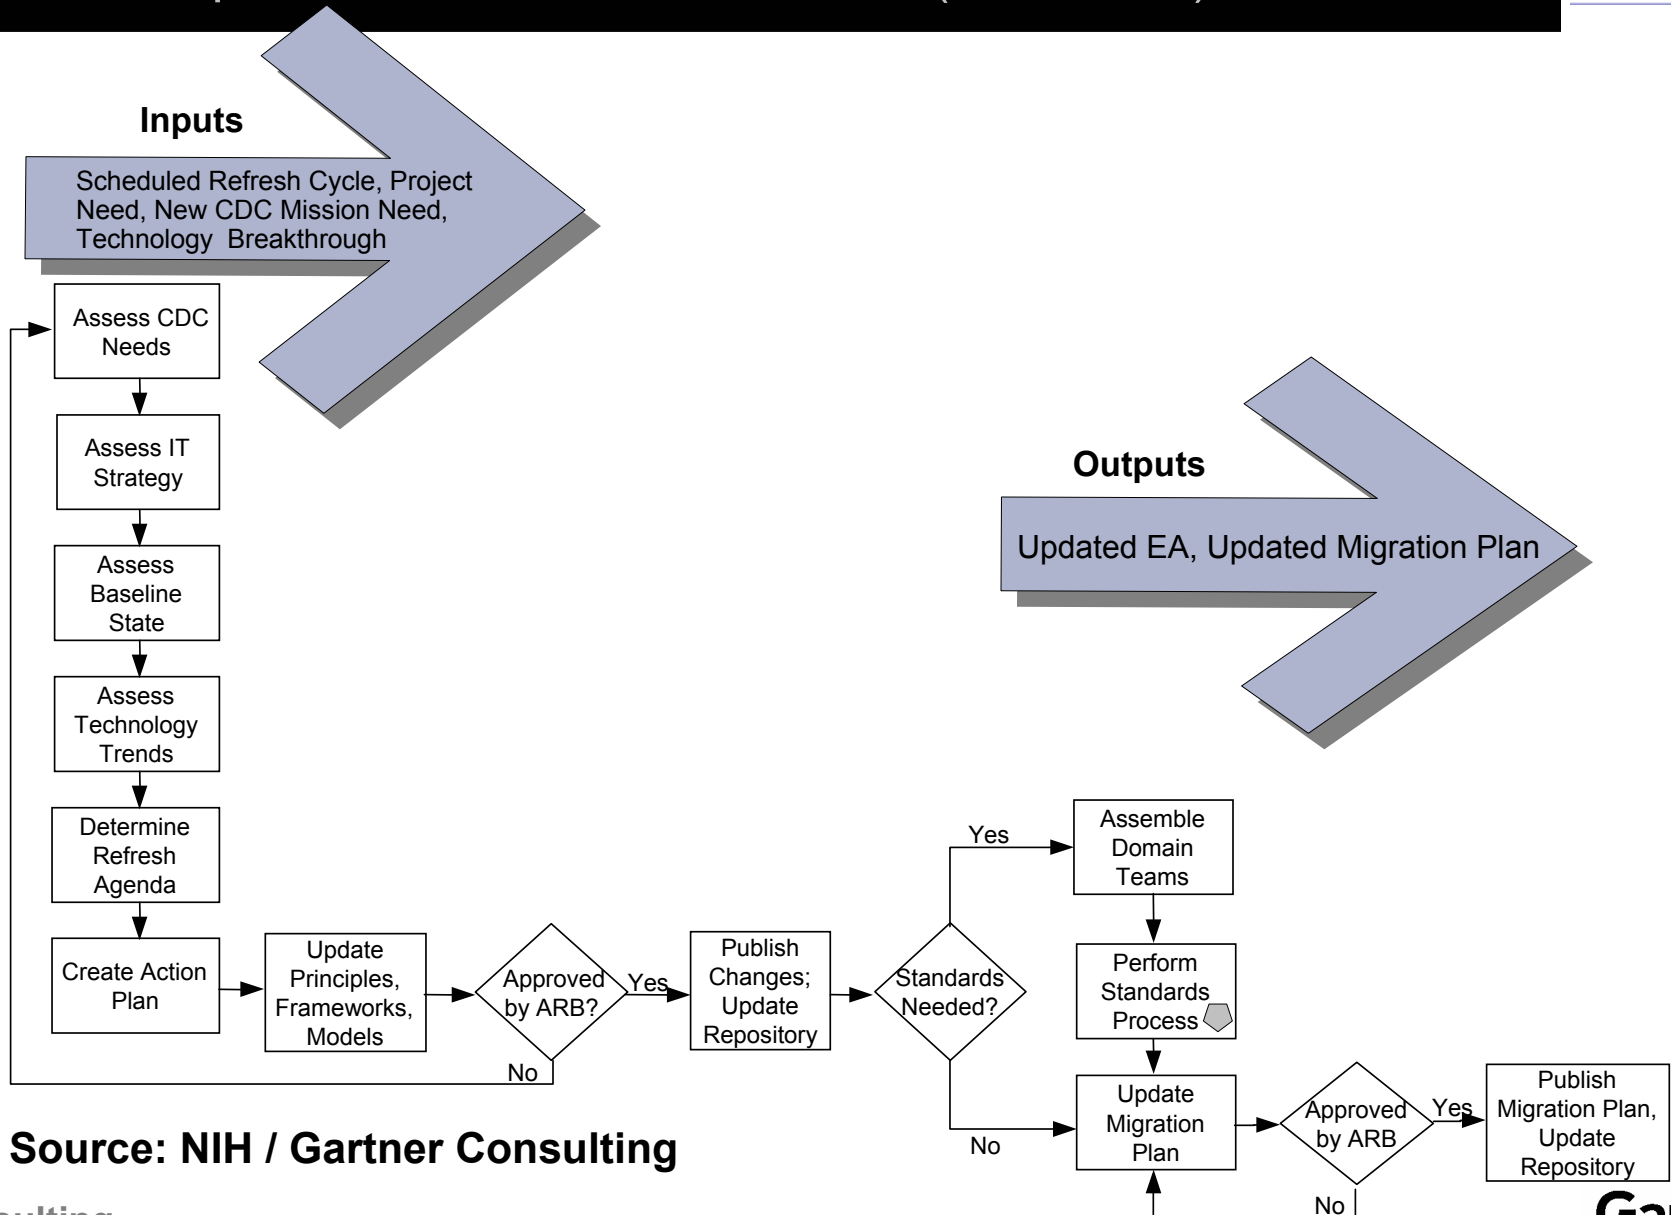 Inputs
Scheduled Refresh Cycle, Project
Need, New CDC Mission Need,
Technology Breakthrough
Assess CDC
Needs
Assess IT
Strategy
Assess
Baseline
State
Assess
Technology
Trends
Determine
Refresh
Agenda
Create Action
Plan
Update
Principles,
Frameworks,
Models
Approved
by ARB?
Yes
No
Publish
Changes;
Update
Repository
Standards
Needed?
Yes
No
Outputs
Updated EA, Updated Migration Plan
Assemble
Domain
Teams
Perform
Standards
Process
Update
Migration
Plan
Approved
by ARB
Yes
No
Publish
Migration Plan,
Update
Repository
Source: NIH / Gartner Consulting